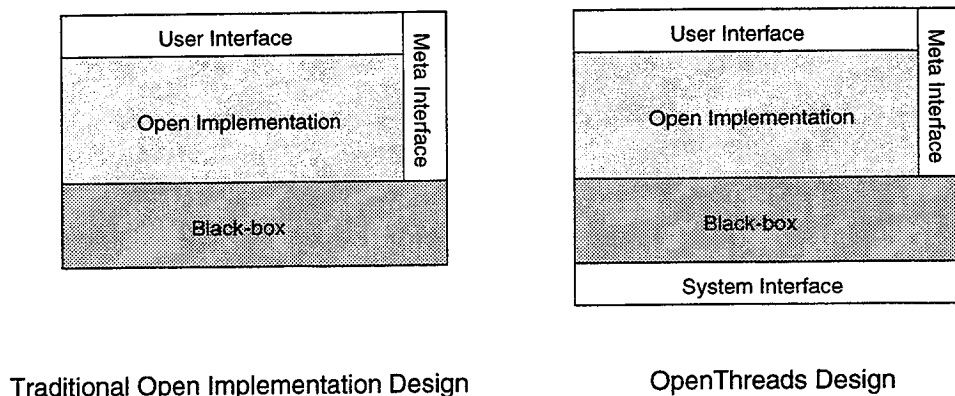 User Interface
Meta Interface
Open Implementation
Black-box
Traditional Open Implementation Design
User Interface
Meta Interface
Open Implementation
Black-box
System Interface
OpenThreads Design